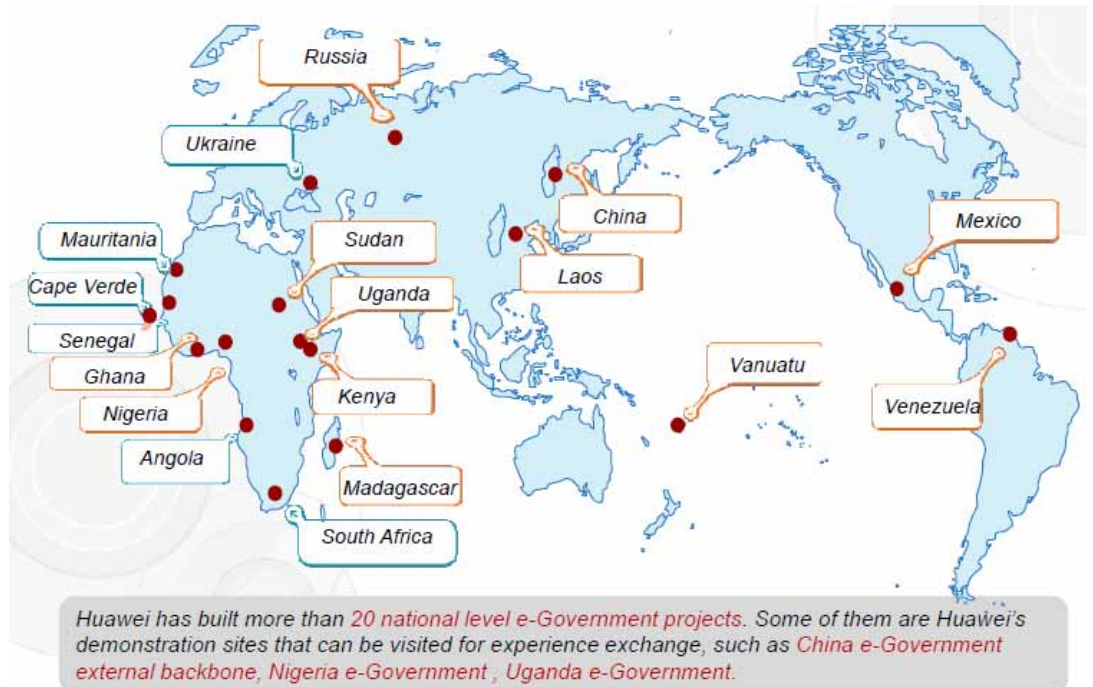 Russia
Ukraine
China
Mexico
Mauritania
Sudan
Laos
Cape Verde
Uganda
Senegal
Ghana
Vanuatu
Kenya
Nigeria
Venezuela
Angola
Madagascar
South Africa
Huawei has built more than 20 national level e-Government projects. Some of them are Huawei's
demonstration sites that can be visited for experience exchange, such as China e-Government
external backbone, Nigeria e-Government , Uganda e-Government.